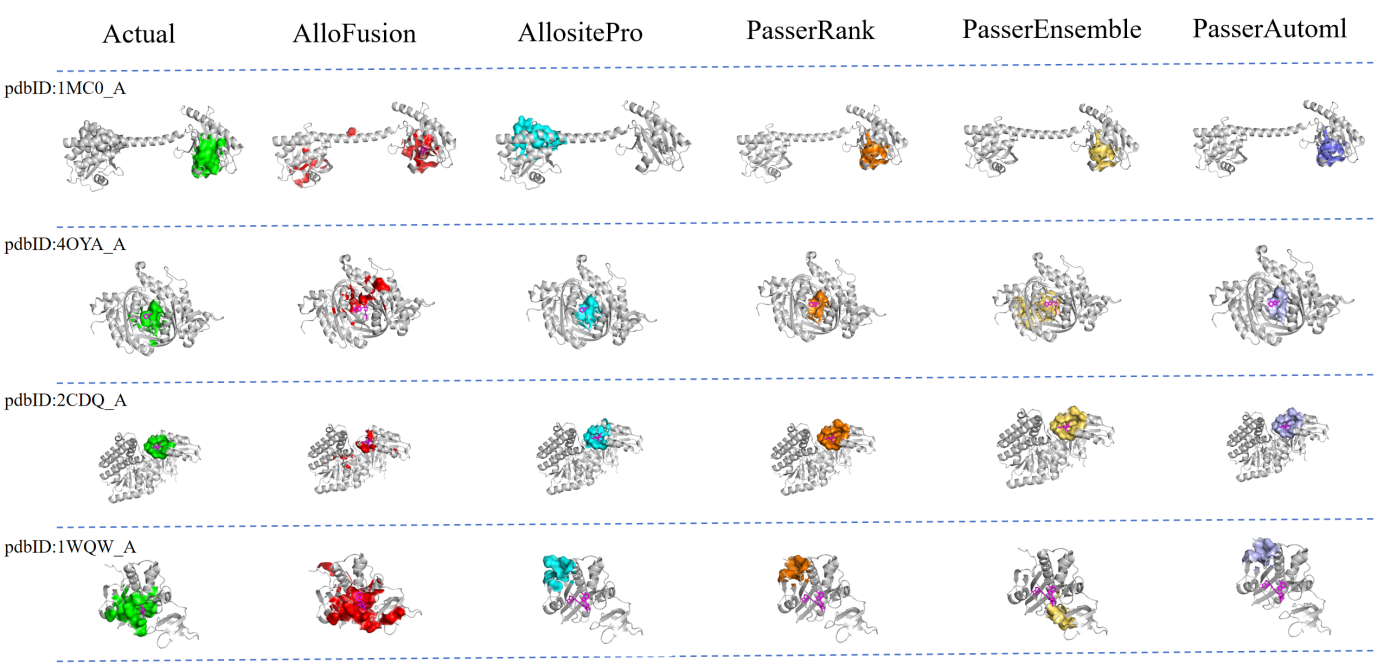 Actual AlloFusion AllositePro PasserRank PasserEnsemble PasserAutoml
pdbID:1MC0_A
pdbID:4OYA_A
pdbID:2CDQ_A
pdbID:1WQW_A